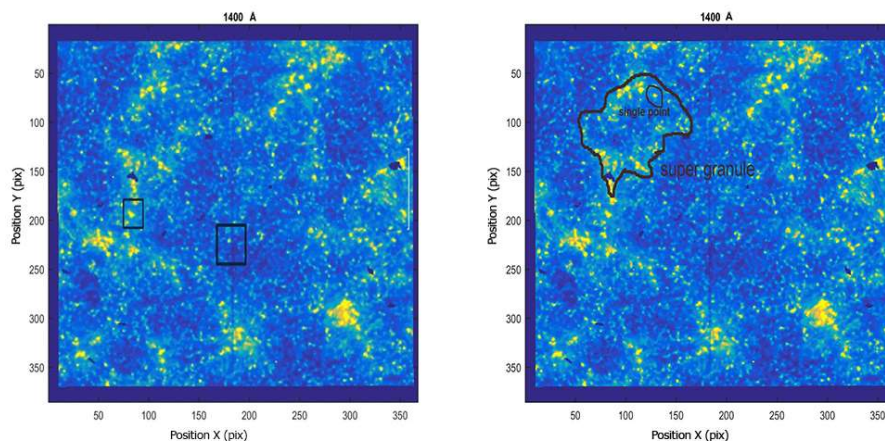 1400 Å
Position Y (pix)
50
100
150
200
250
300
350
50 100 150 200 250 300 350
Position X (pix)
1400 Å
Position Y (pix)
single point
super granule
50
100
150
200
250
300
350
50 100 150 200 250 300 350
Position X (pix)